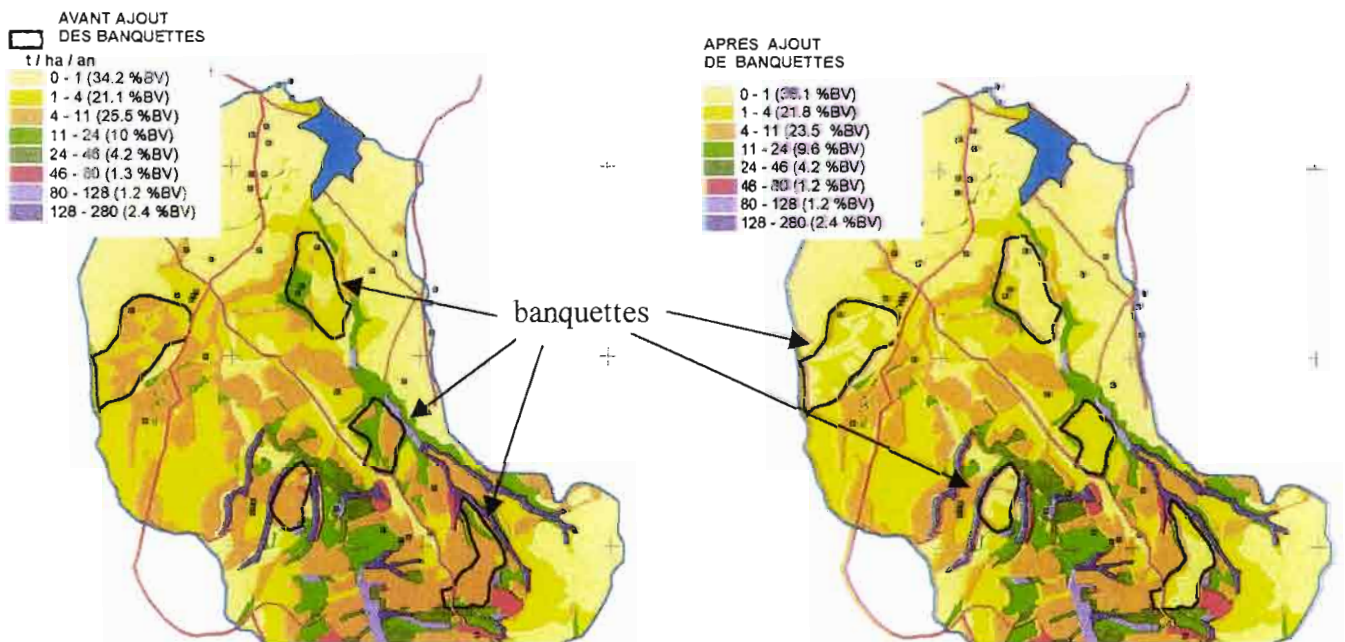 AVANT AJOUT
DES BANQUETTES
t / ha / an
0 - 1 (34.2 %BV)
1 - 4 (21.1 %BV)
4 - 11 (25.5 %BV)
11 - 24 (10 %BV)
24 - 46 (4.2 %BV)
46 - 80 (1.3 %BV)
80 - 128 (1.2 %BV)
128 - 280 (2.4 %BV)
APRES AJOUT
DE BANQUETTES
0 - 1 (36.1 %BV)
1 - 4 (21.8 %BV)
4 - 11 (23.5 %BV)
11 - 24 (9.6 %BV)
24 - 46 (4.2 %BV)
46 - 80 (1.2 %BV)
80 - 128 (1.2 %BV)
128 - 280 (2.4 %BV)
banquettes